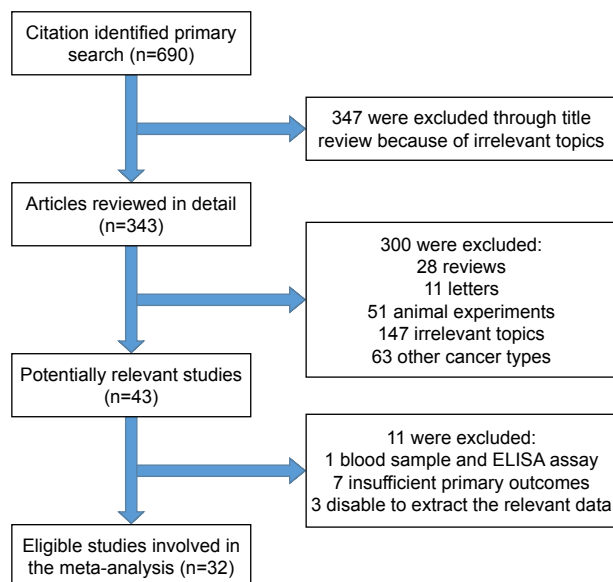 Citation identified primary
search (n=690)
347 were excluded through title
review because of irrelevant topics
Articles reviewed in detail
(n=343)
300 were excluded:
28 reviews
11 letters
51 animal experiments
147 irrelevant topics
63 other cancer types
Potentially relevant studies
(n=43)
11 were excluded:
1 blood sample and ELISA assay
7 insufficient primary outcomes
3 disable to extract the relevant data
Eligible studies involved in
the meta-analysis (n=32)